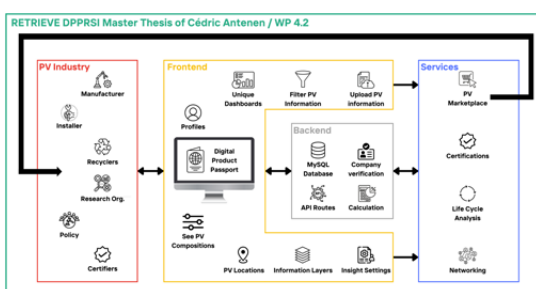 RETRIEVE DPPRSI Master Thesis of Cédric Antenen / WP 4.2
PV Industry
Manufacturer
Installer
Recyclers
Research Org.
Policy
Certifiers
Frontend
Unique
Dashboards
Filter PV
Information
Upload PV
information
Profiles
Digital
Product
Passport
See PV
Compositions
PV Locations
Information Layers
Insight Settings
Backend
MySQL
Database
Company
verification
API Routes
Calculation
Services
PV
Marketplace
Certifications
Life Cycle
Analysis
Networking